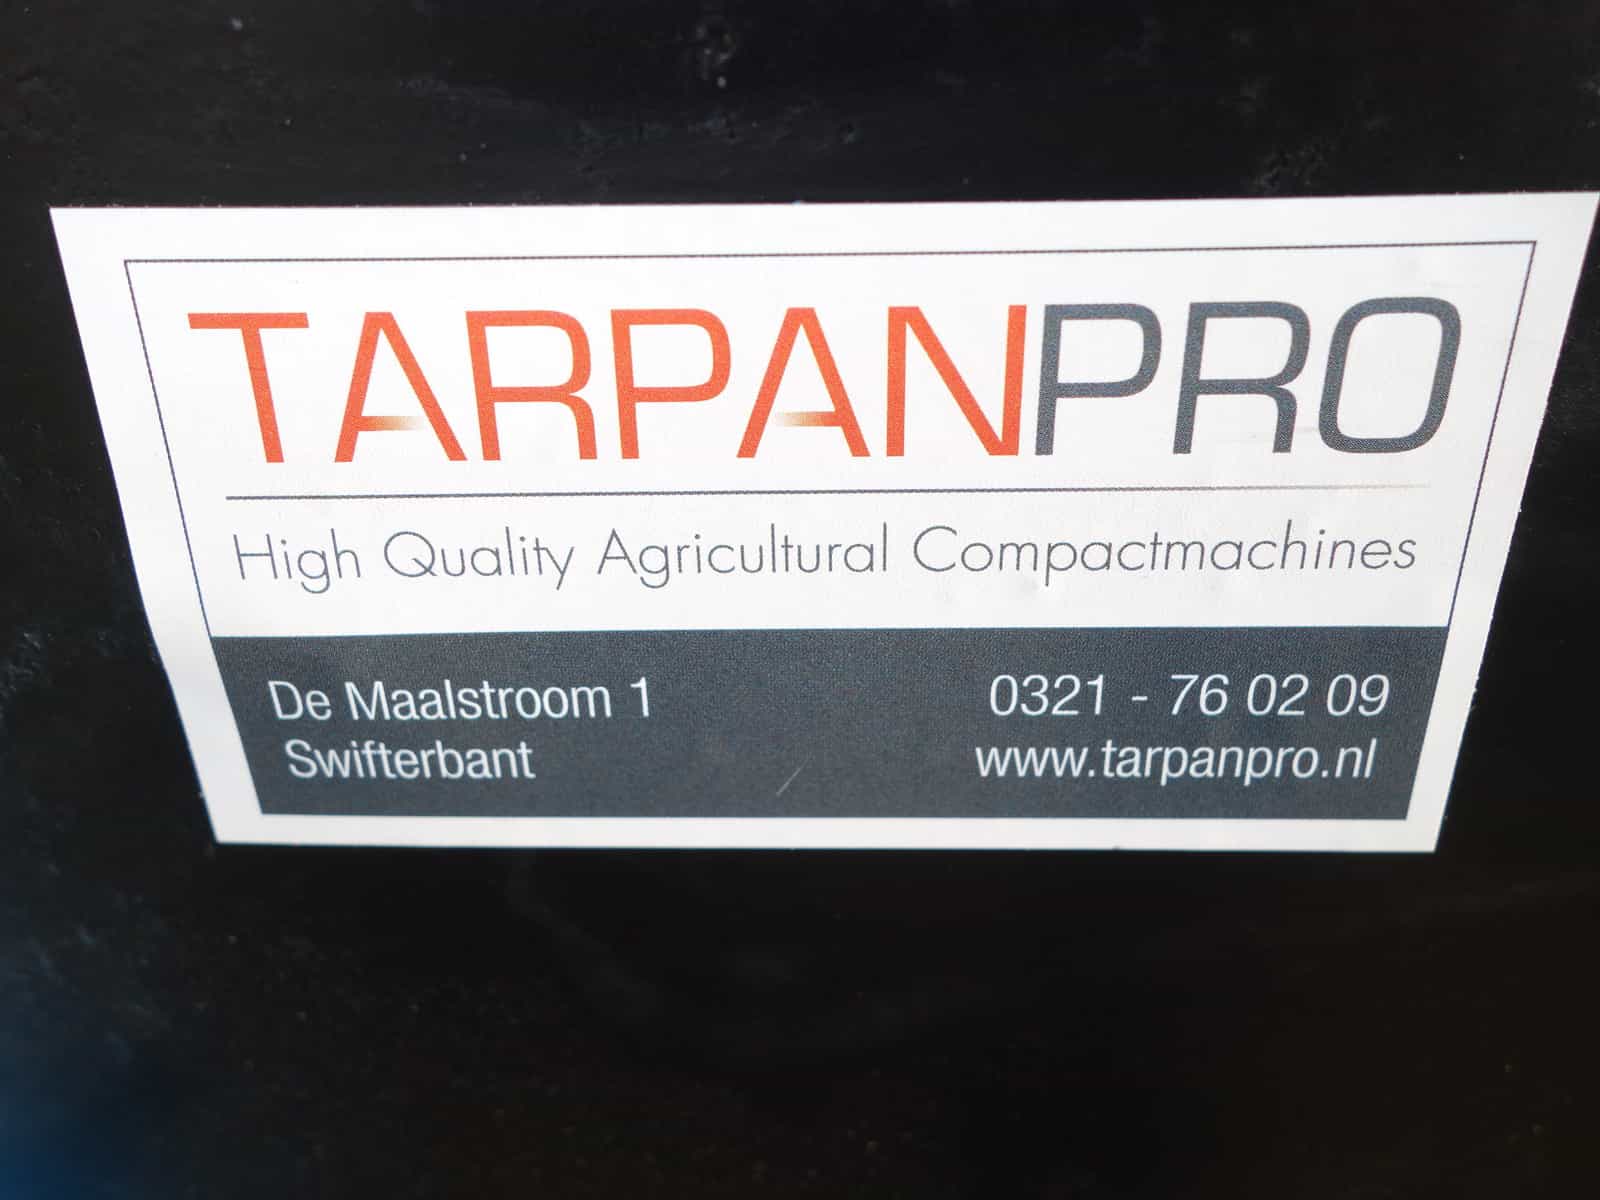 TARPANPRO
High Quality Agricultural Compactmachines
De Maalstroom 1
Swifterbant
0321 - 76 02 09
www.tarpanpro.nl